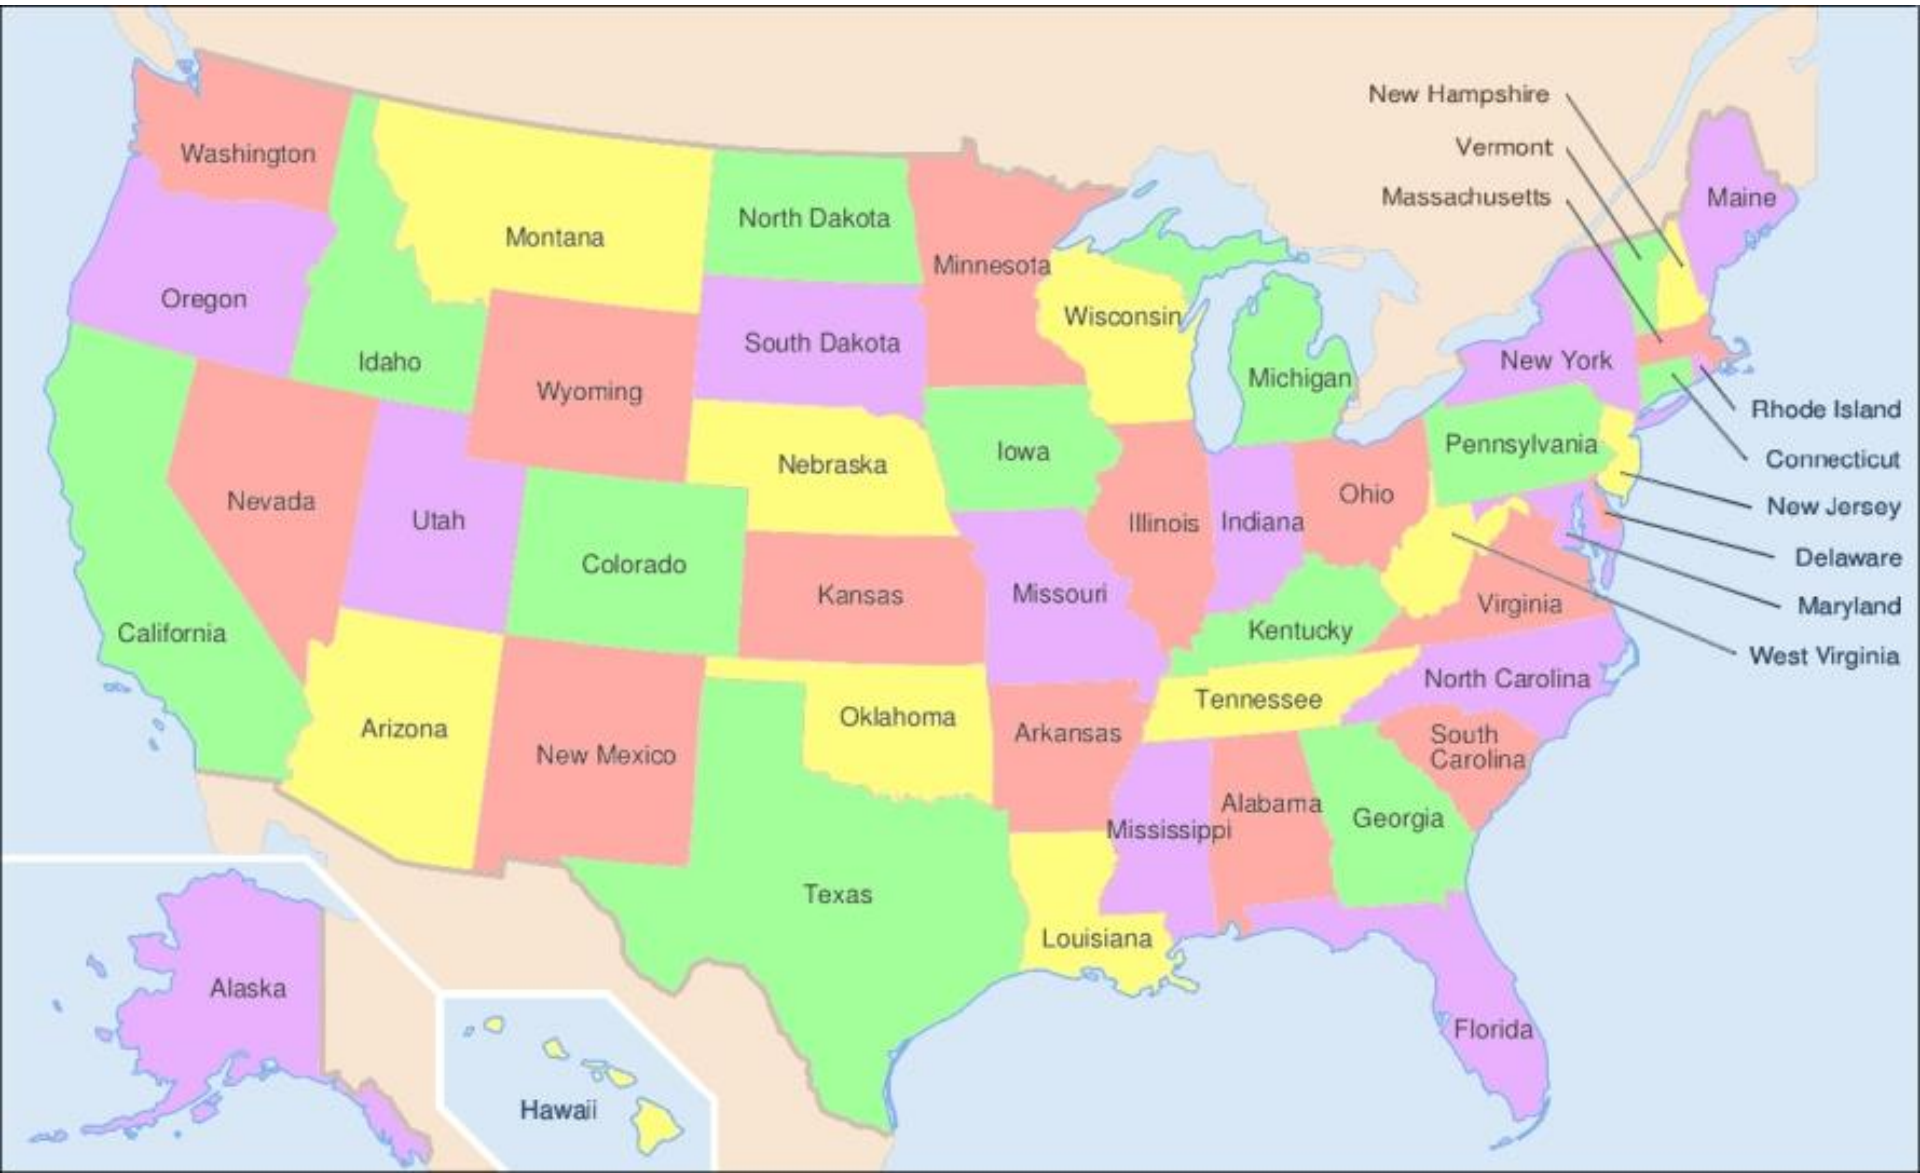 New Hampshire
Vermont
Massachusetts
Washington
Maine
Montana
North Dakota
Minnesota
Oregon
Wisconsin
Idaho
South Dakota
New York
Wyoming
Michigan
Rhode Island
Iowa
Pennsylvania
Connecticut
Nebraska
Nevada
Utah
Ohio
Illinois
Indiana
New Jersey
Colorado
Delaware
Kansas
Missouri
Virginia
Maryland
California
Kentucky
West Virginia
North Carolina
Tennessee
Arizona
Oklahoma
Arkansas
South
Carolina
New Mexico
Alabama
Georgia
Mississippi
Texas
Louisiana
Alaska
Florida
Hawaii